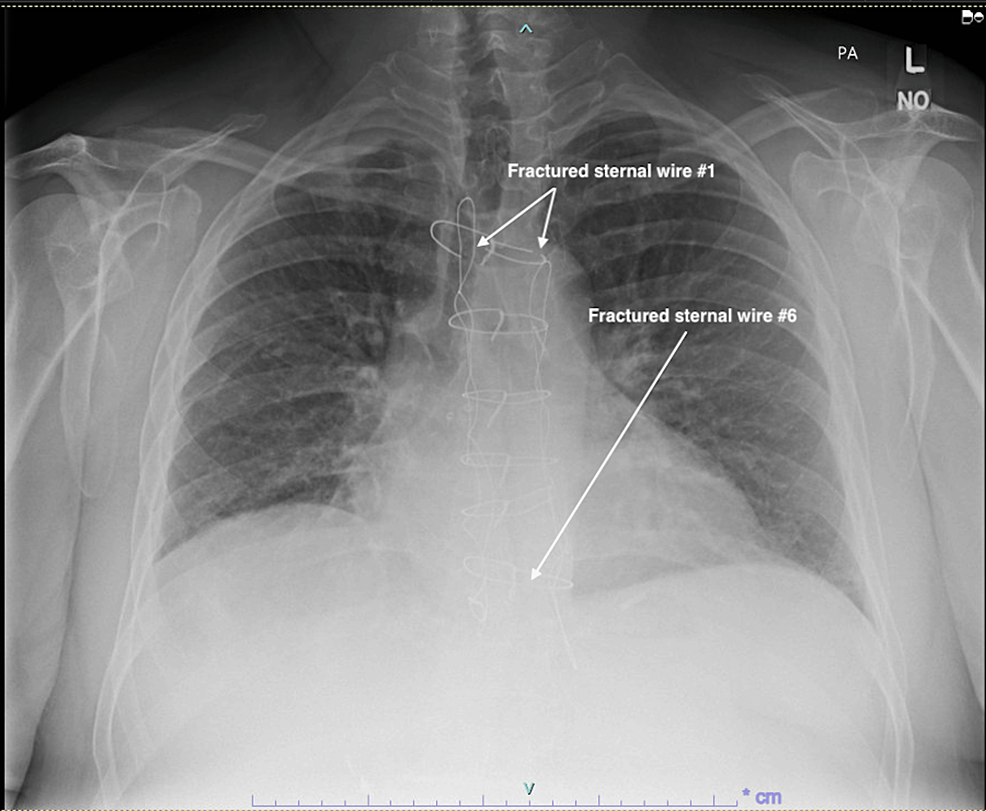 PA
L
NO
Fractured sternal wire #1
Fractured sternal wire #6
* cm